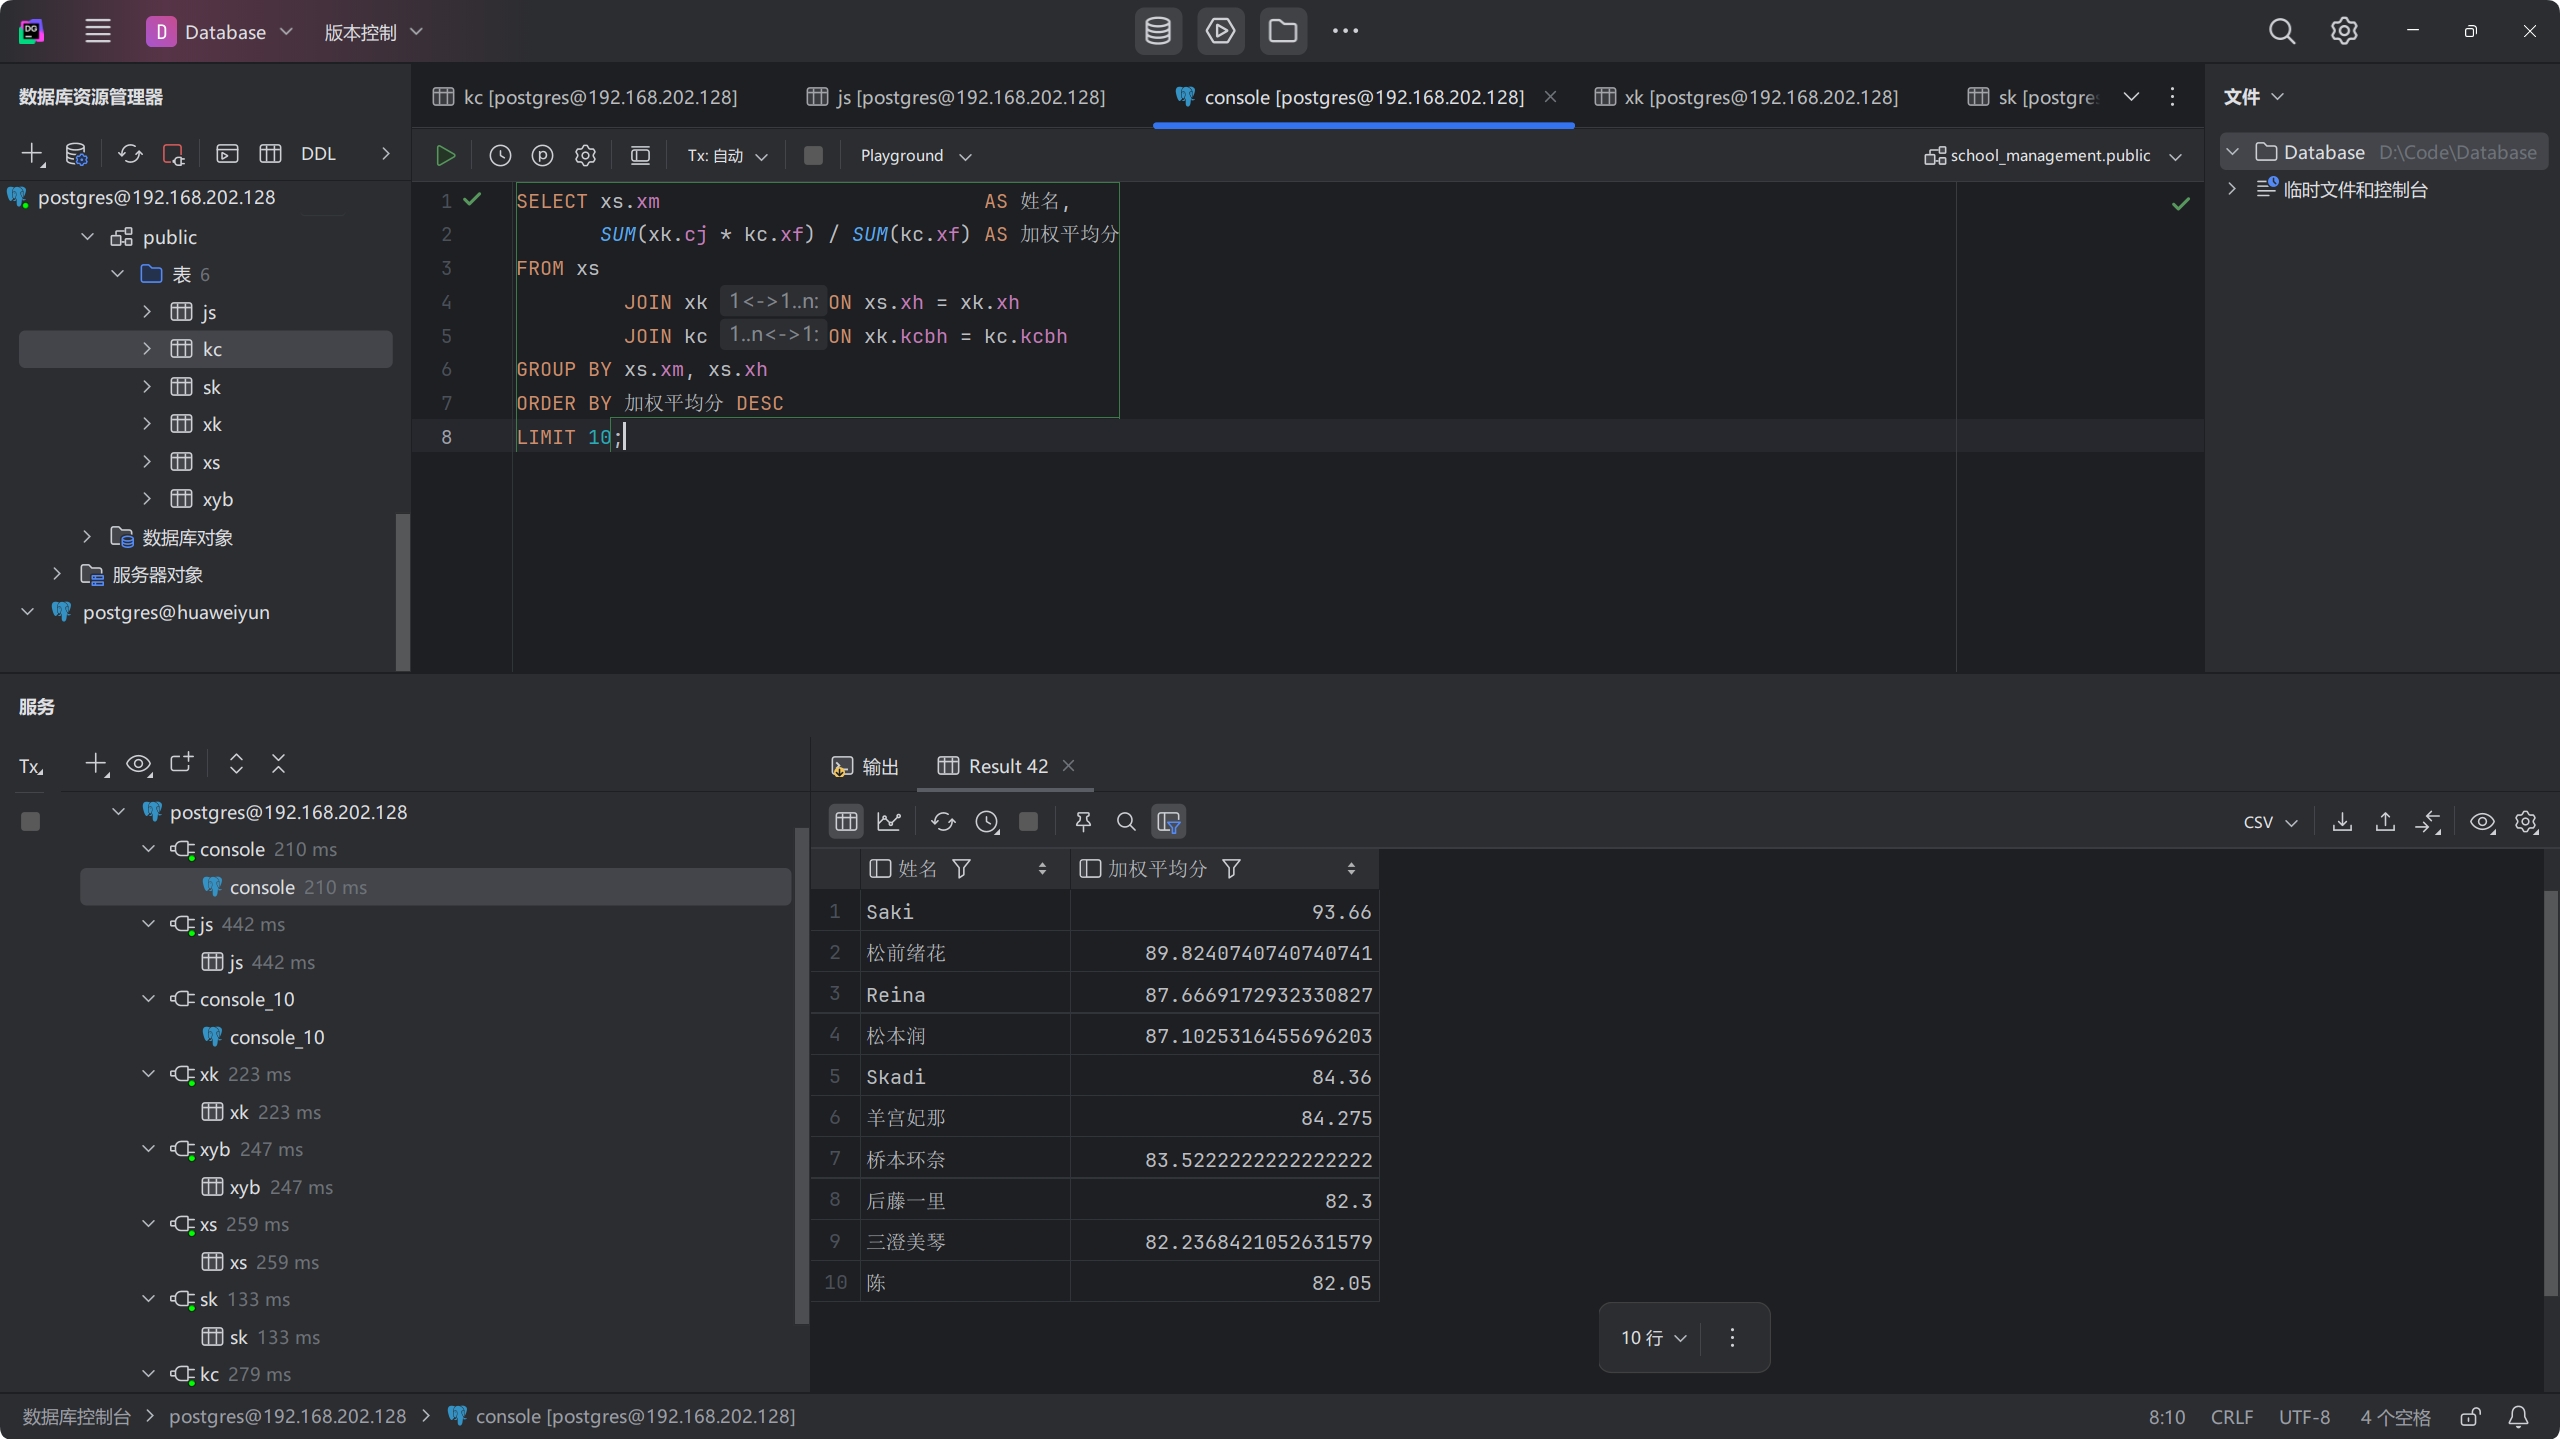 D Database 版本控制
数据库资源管理器
DDL
postgres@192.168.202.128
public
表 6
js
kc
sk
xk
xs
xyb
数据库对象
服务器对象
postgres@huaweiyun
kc [postgres@192.168.202.128]
js [postgres@192.168.202.128]
console [postgres@192.168.202.128]
xk [postgres@192.168.202.128]
sk [postgre
Tx: 自动
Playground
school_management.public
1 SELECT xs.xm AS 姓名,
2 SUM(xk.cj * kc.xf) / SUM(kc.xf) AS 加权平均分
3 FROM xs
4 JOIN xk 1<->1..n: ON xs.xh = xk.xh
5 JOIN kc 1..n<->1: ON xk.kcbh = kc.kcbh
6 GROUP BY xs.xm, xs.xh
7 ORDER BY 加权平均分 DESC
8 LIMIT 10;
文件
Database D:\Code\Database
临时文件和控制台
服务
Tx
postgres@192.168.202.128
console 210 ms
console 210 ms
js 442 ms
js 442 ms
console_10
console_10
xk 223 ms
xk 223 ms
xyb 247 ms
xyb 247 ms
xs 259 ms
xs 259 ms
sk 133 ms
sk 133 ms
kc 279 ms
输出
Result 42
CSV
姓名 加权平均分
1 Saki 93.66
2 松前绪花 89.8240740740740741
3 Reina 87.6669172932330827
4 松本润 87.1025316455696203
5 Skadi 84.36
6 羊宫妃那 84.275
7 桥本环奈 83.5222222222222222
8 后藤一里 82.3
9 三澄美琴 82.2368421052631579
10 陈 82.05
10 行
数据库控制台 postgres@192.168.202.128 console [postgres@192.168.202.128]
8:10 CRLF UTF-8 4 个空格